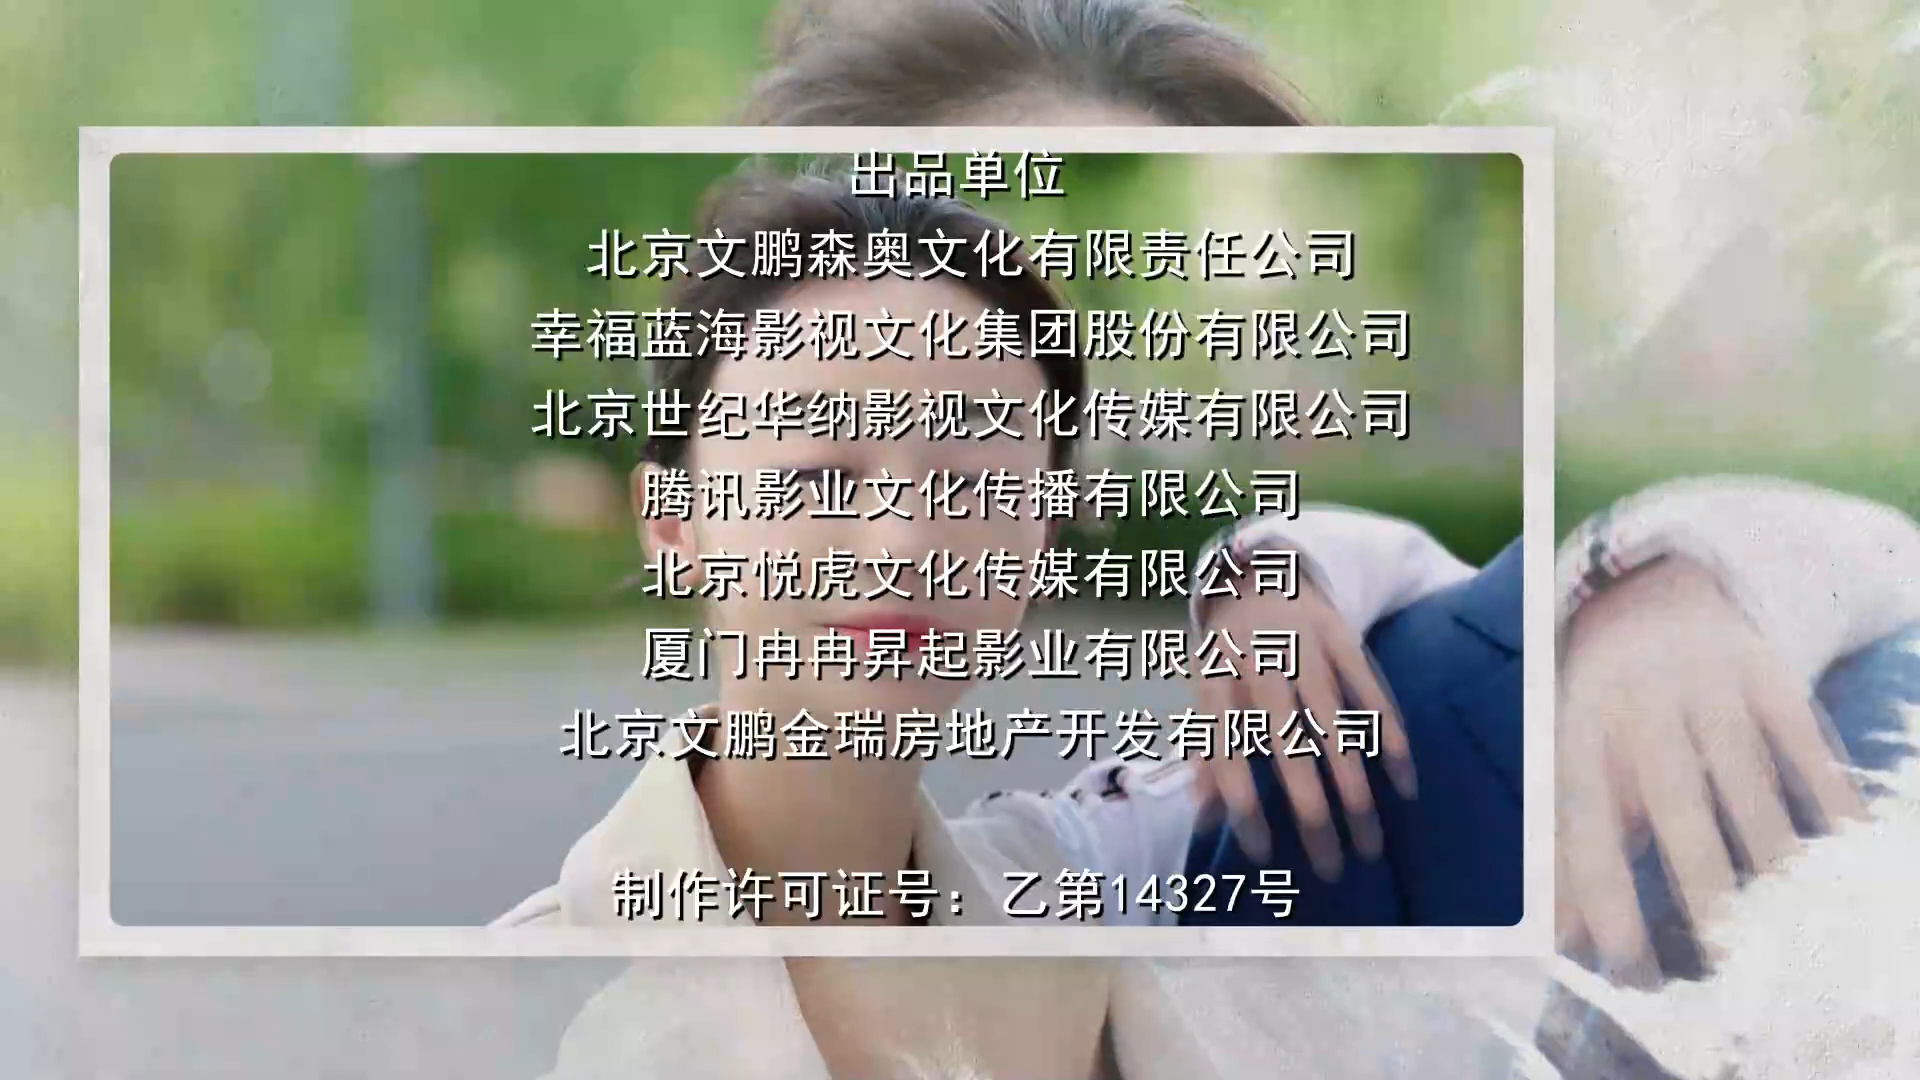 出品单位
北京文鹏森奥文化有限责任公司
幸福蓝海影视文化集团股份有限公司
北京世纪华纳影视文化传媒有限公司
腾讯影业文化传播有限公司
北京悦虎文化传媒有限公司
厦门冉冉昇起影业有限公司
北京文鹏金瑞房地产开发有限公司
制作许可证号：乙第14327号